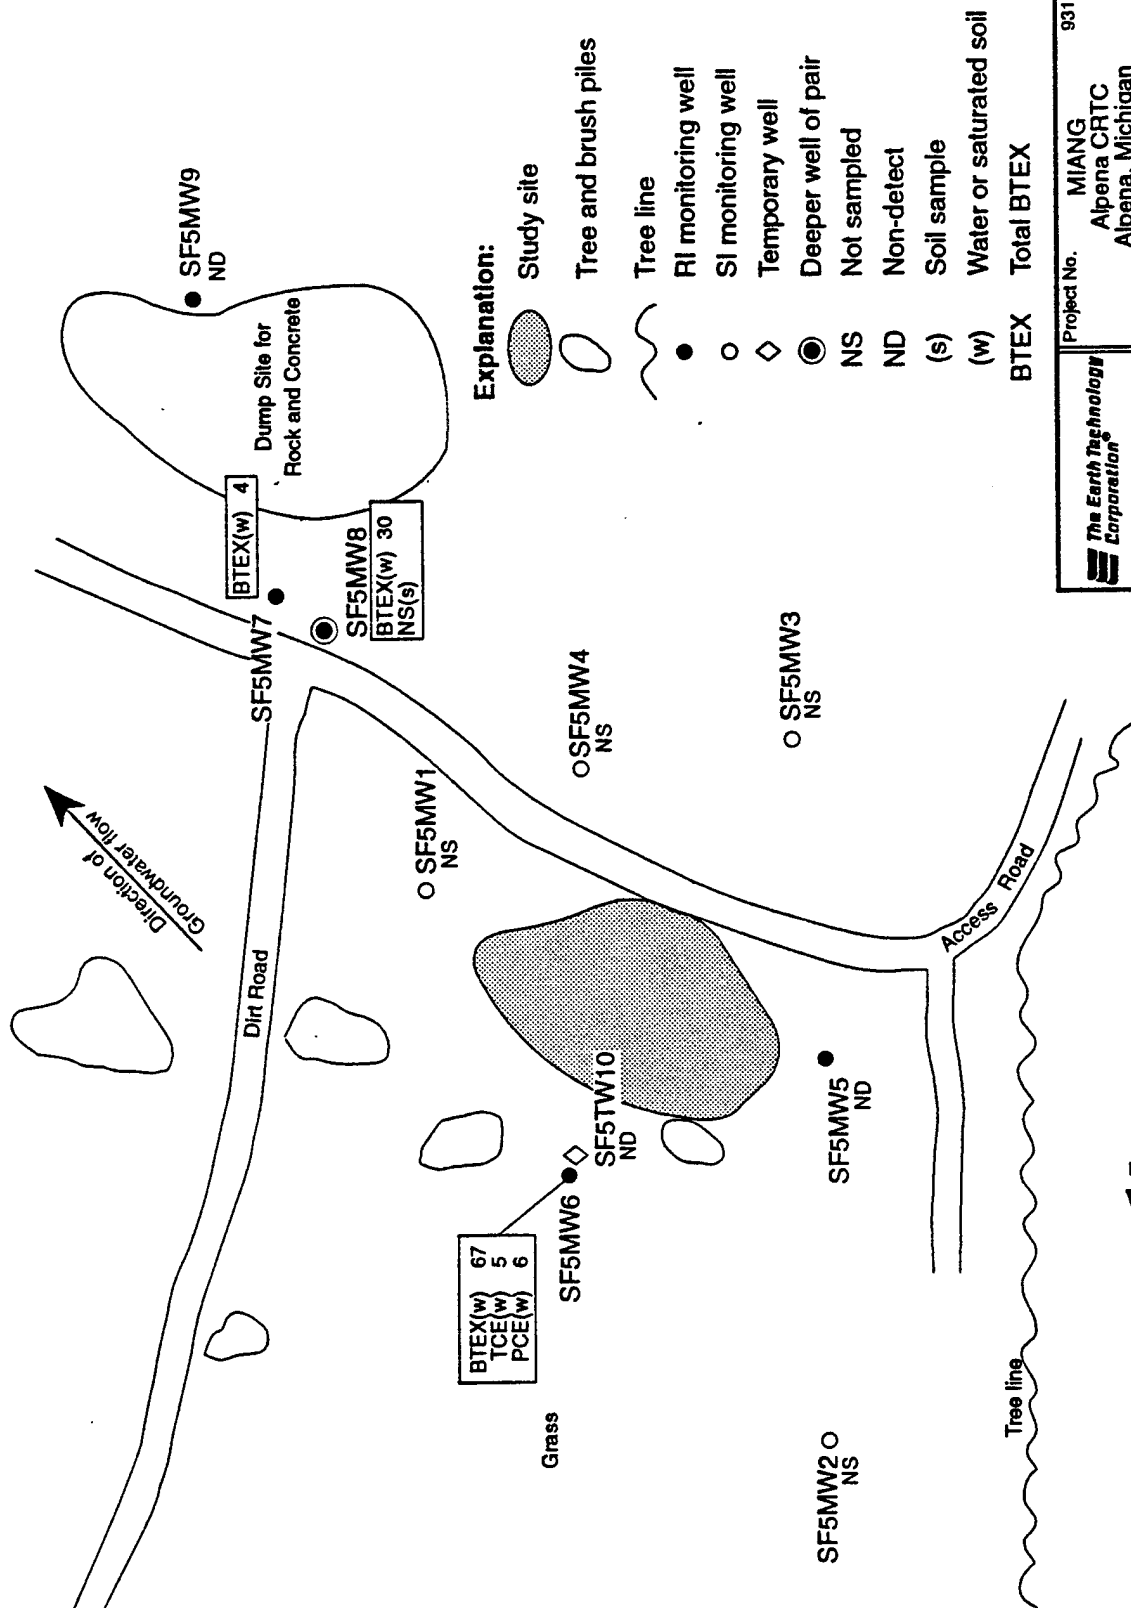 SF5MW9
ND
Dump Site for
Rock and Concrete
BTEX(w) 4
SF5MW7
SF5MW8
BTEX(w) 30
NS(s)
Direction of
Groundwater flow
Dirt Road
SF5MW1
NS
SF5MW4
NS
SF5MW3
NS
SF5TW10
ND
BTEX(w) 67
TCE(w) 5
PCE(w) 6
SF5MW6
SF5MW5
ND
Access Road
Grass
SF5MW2
NS
Tree line
Explanation:
Study site
Tree and brush piles
Tree line
RI monitoring well
SI monitoring well
Temporary well
Deeper well of pair
NS Not sampled
ND Non-detect
(s) Soil sample
(w) Water or saturated soil
BTEX Total BTEX
The Earth Technology
Corporation®
Project No. 931
MIANG
Alpena CRTC
Alpena, Michigan